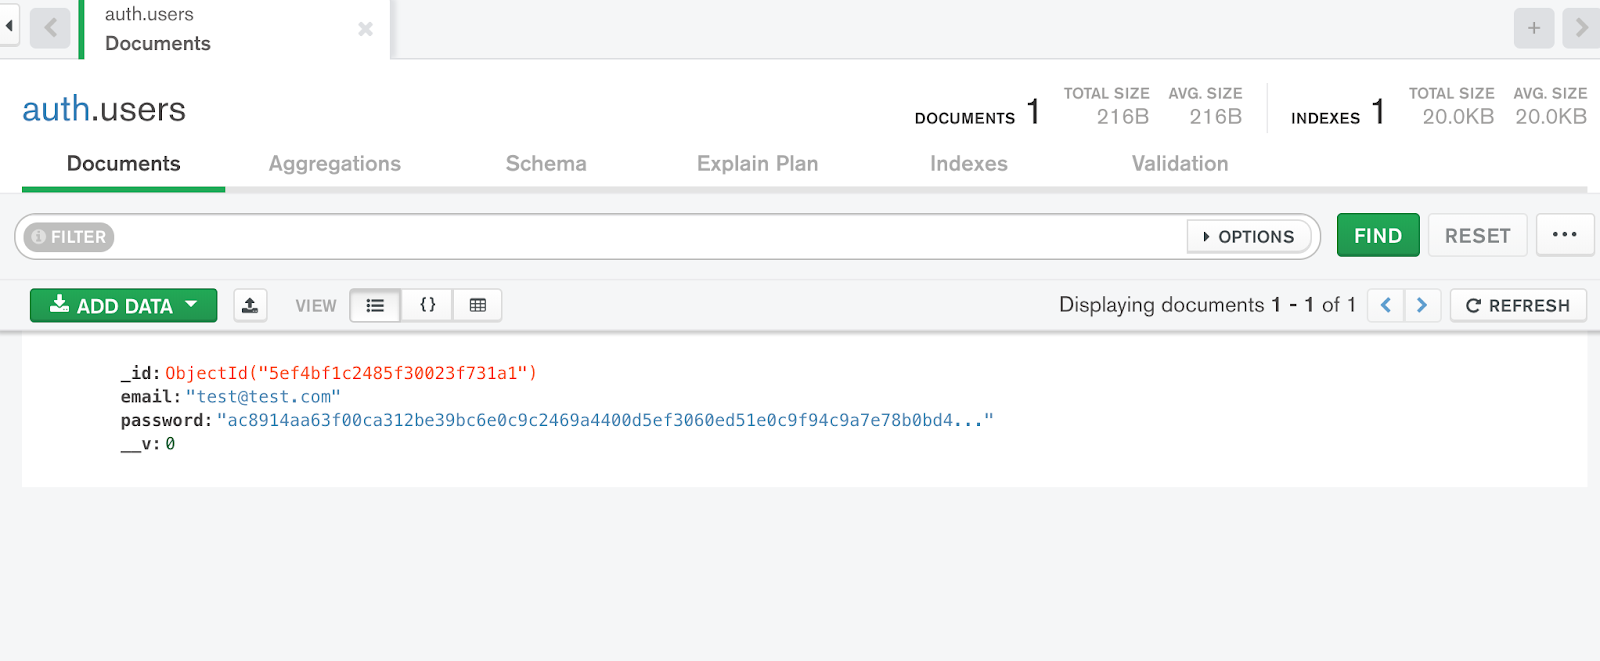 auth.users
Documents
auth.users
DOCUMENTS 1 TOTAL SIZE 216B AVG. SIZE 216B INDEXES 1 TOTAL SIZE 20.0KB AVG. SIZE 20.0KB
Documents Aggregations Schema Explain Plan Indexes Validation
FILTER OPTIONS FIND RESET ...
ADD DATA VIEW {} Displaying documents 1 - 1 of 1 REFRESH
_id: ObjectId("5ef4bf1c2485f30023f731a1")
email: "test@test.com"
password: "ac8914aa63f00ca312be39bc6e0c9c2469a4400d5ef3060ed51e0c9f94c9a7e78b0bd4..."
__v: 0